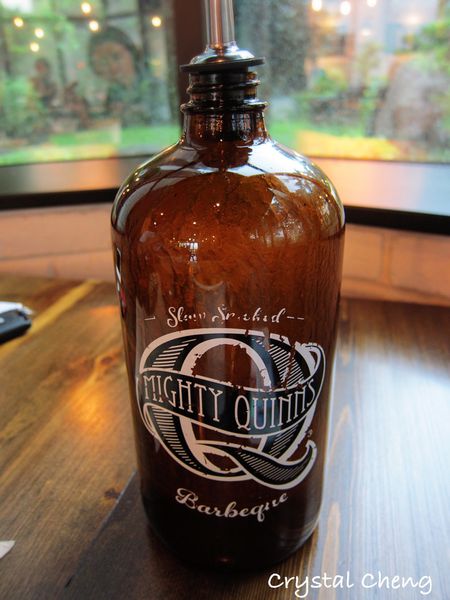 Slow Smoked
MIGHTY QUINN'S
Barbeque
Crystal Cheng